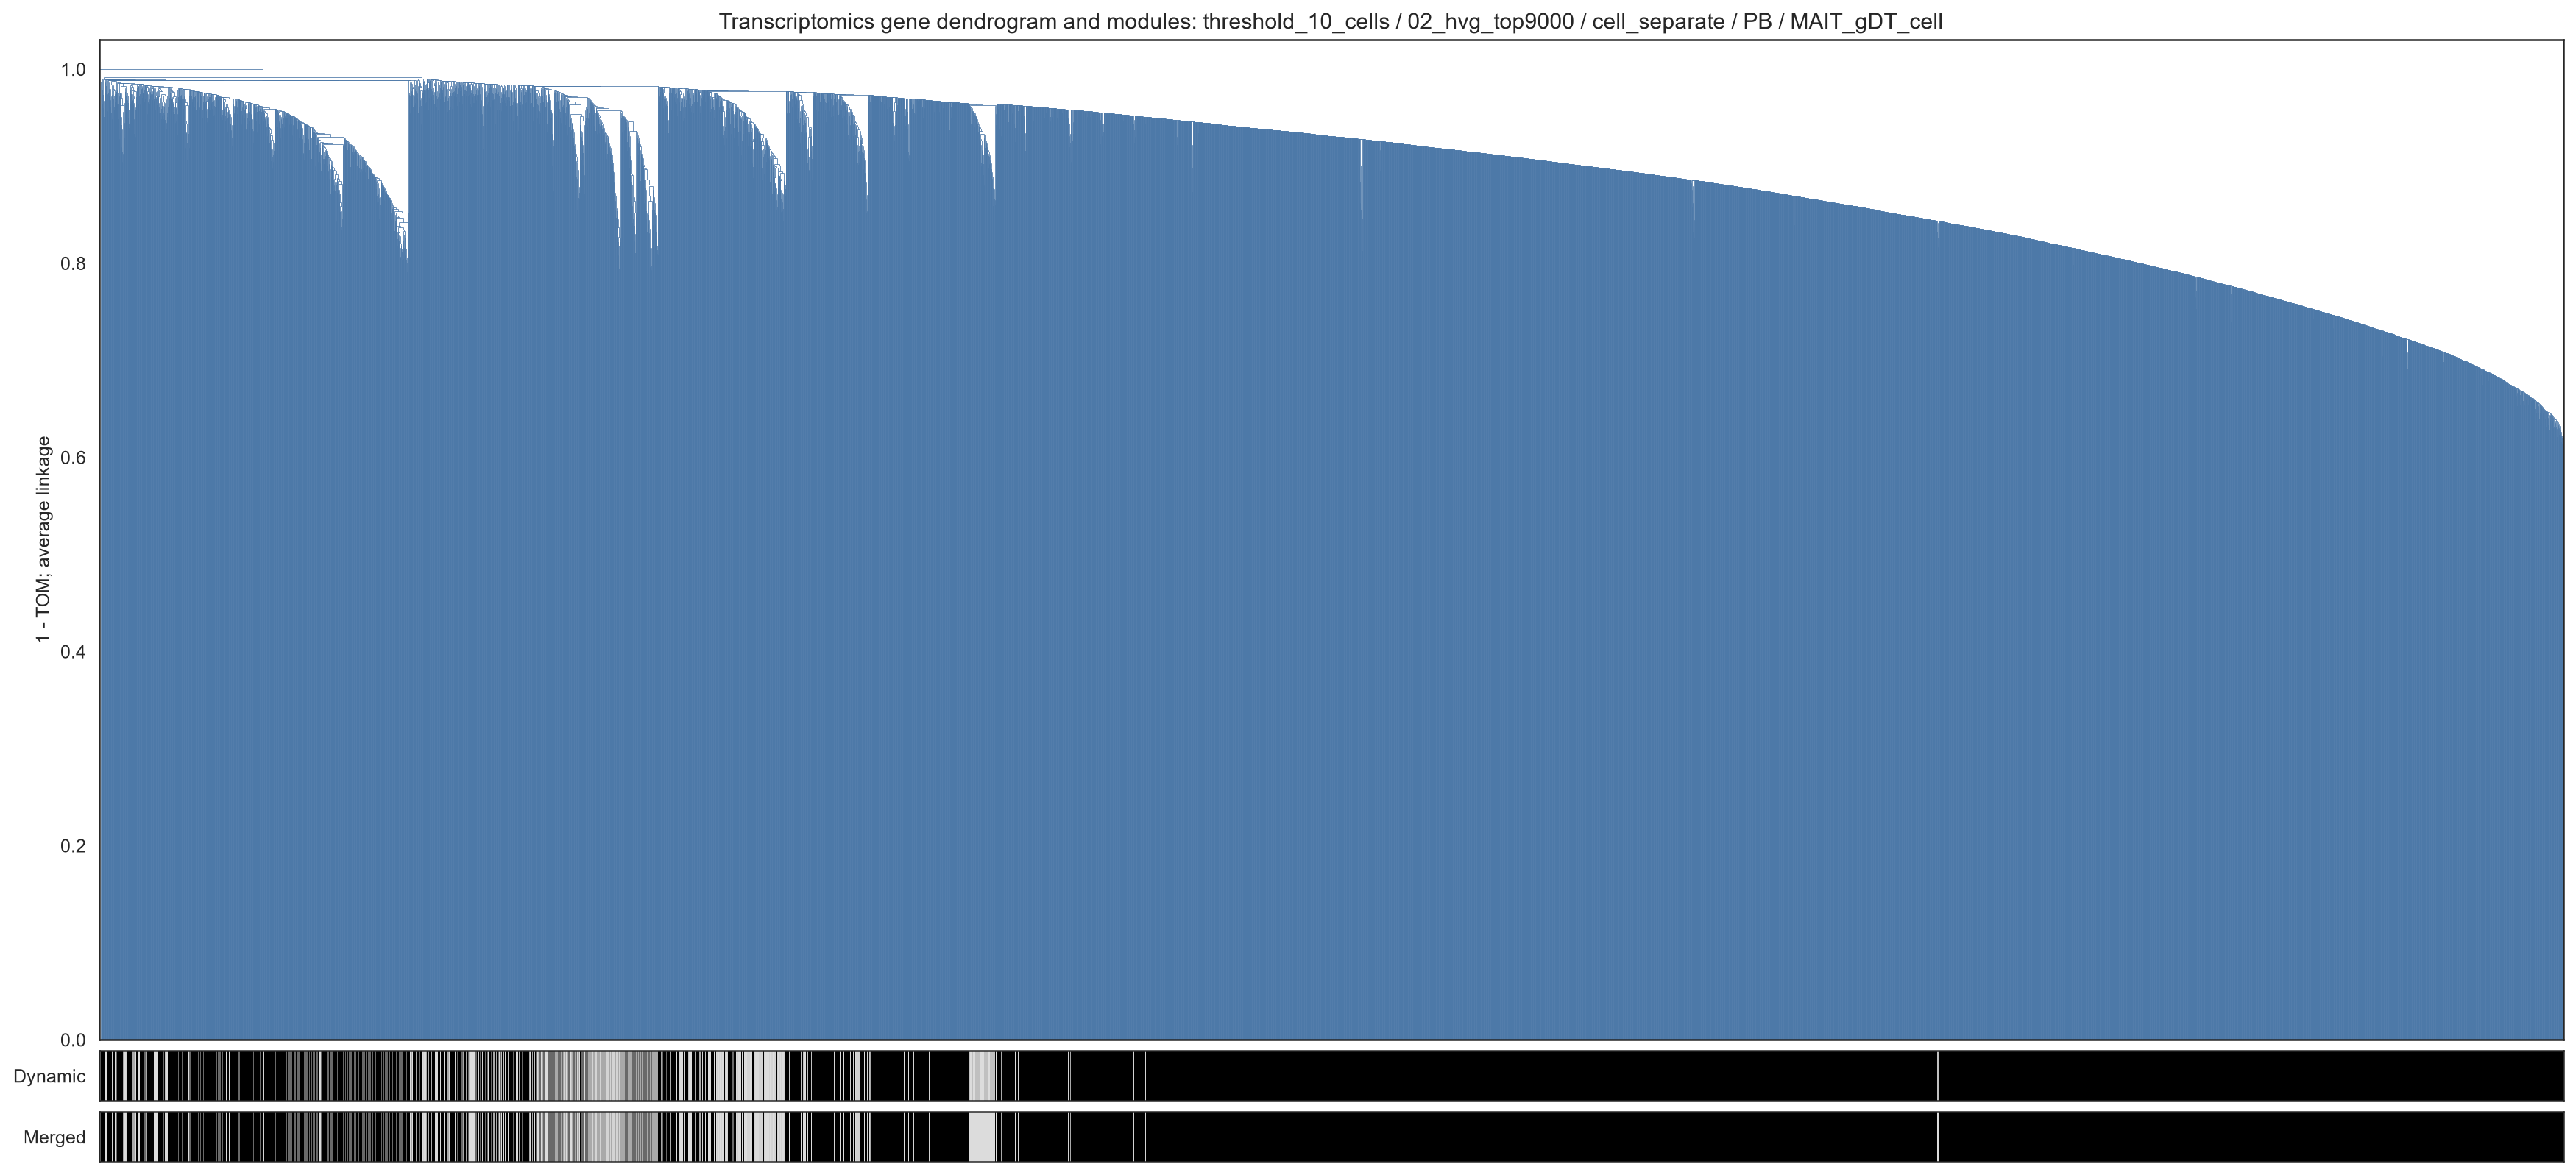 Transcriptomics gene dendrogram and modules: threshold_10_cells / 02_hvg_top9000 / cell_separate / PB / MAIT_gDT_cell
1.0
0.8
0.6
0.4
0.2
0.0
1 - TOM; average linkage
Dynamic
Merged